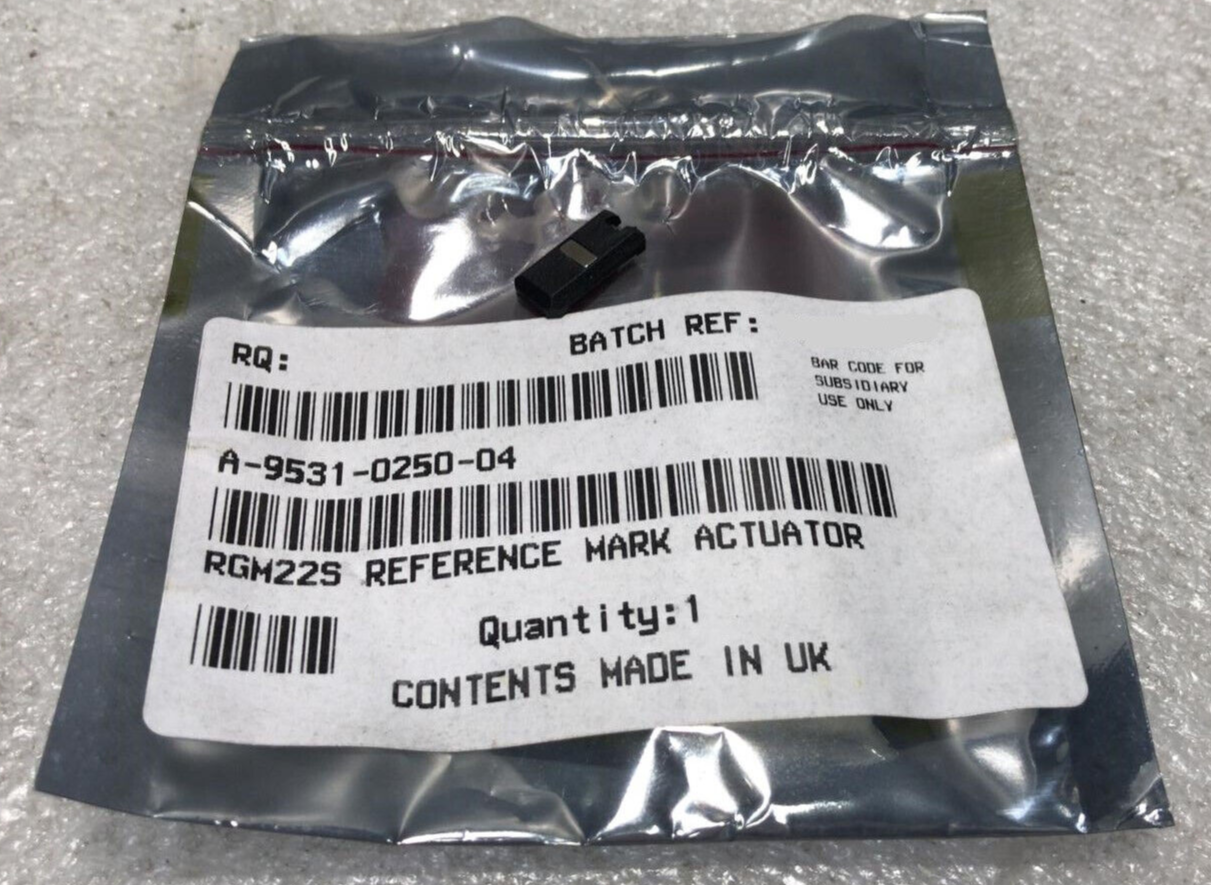 RQ: BATCH REF:
BAR CODE FOR
SUBSIDIARY
USE ONLY
A-9531-0250-04
RGM22S REFERENCE MARK ACTUATOR
Quantity:1
CONTENTS MADE IN UK